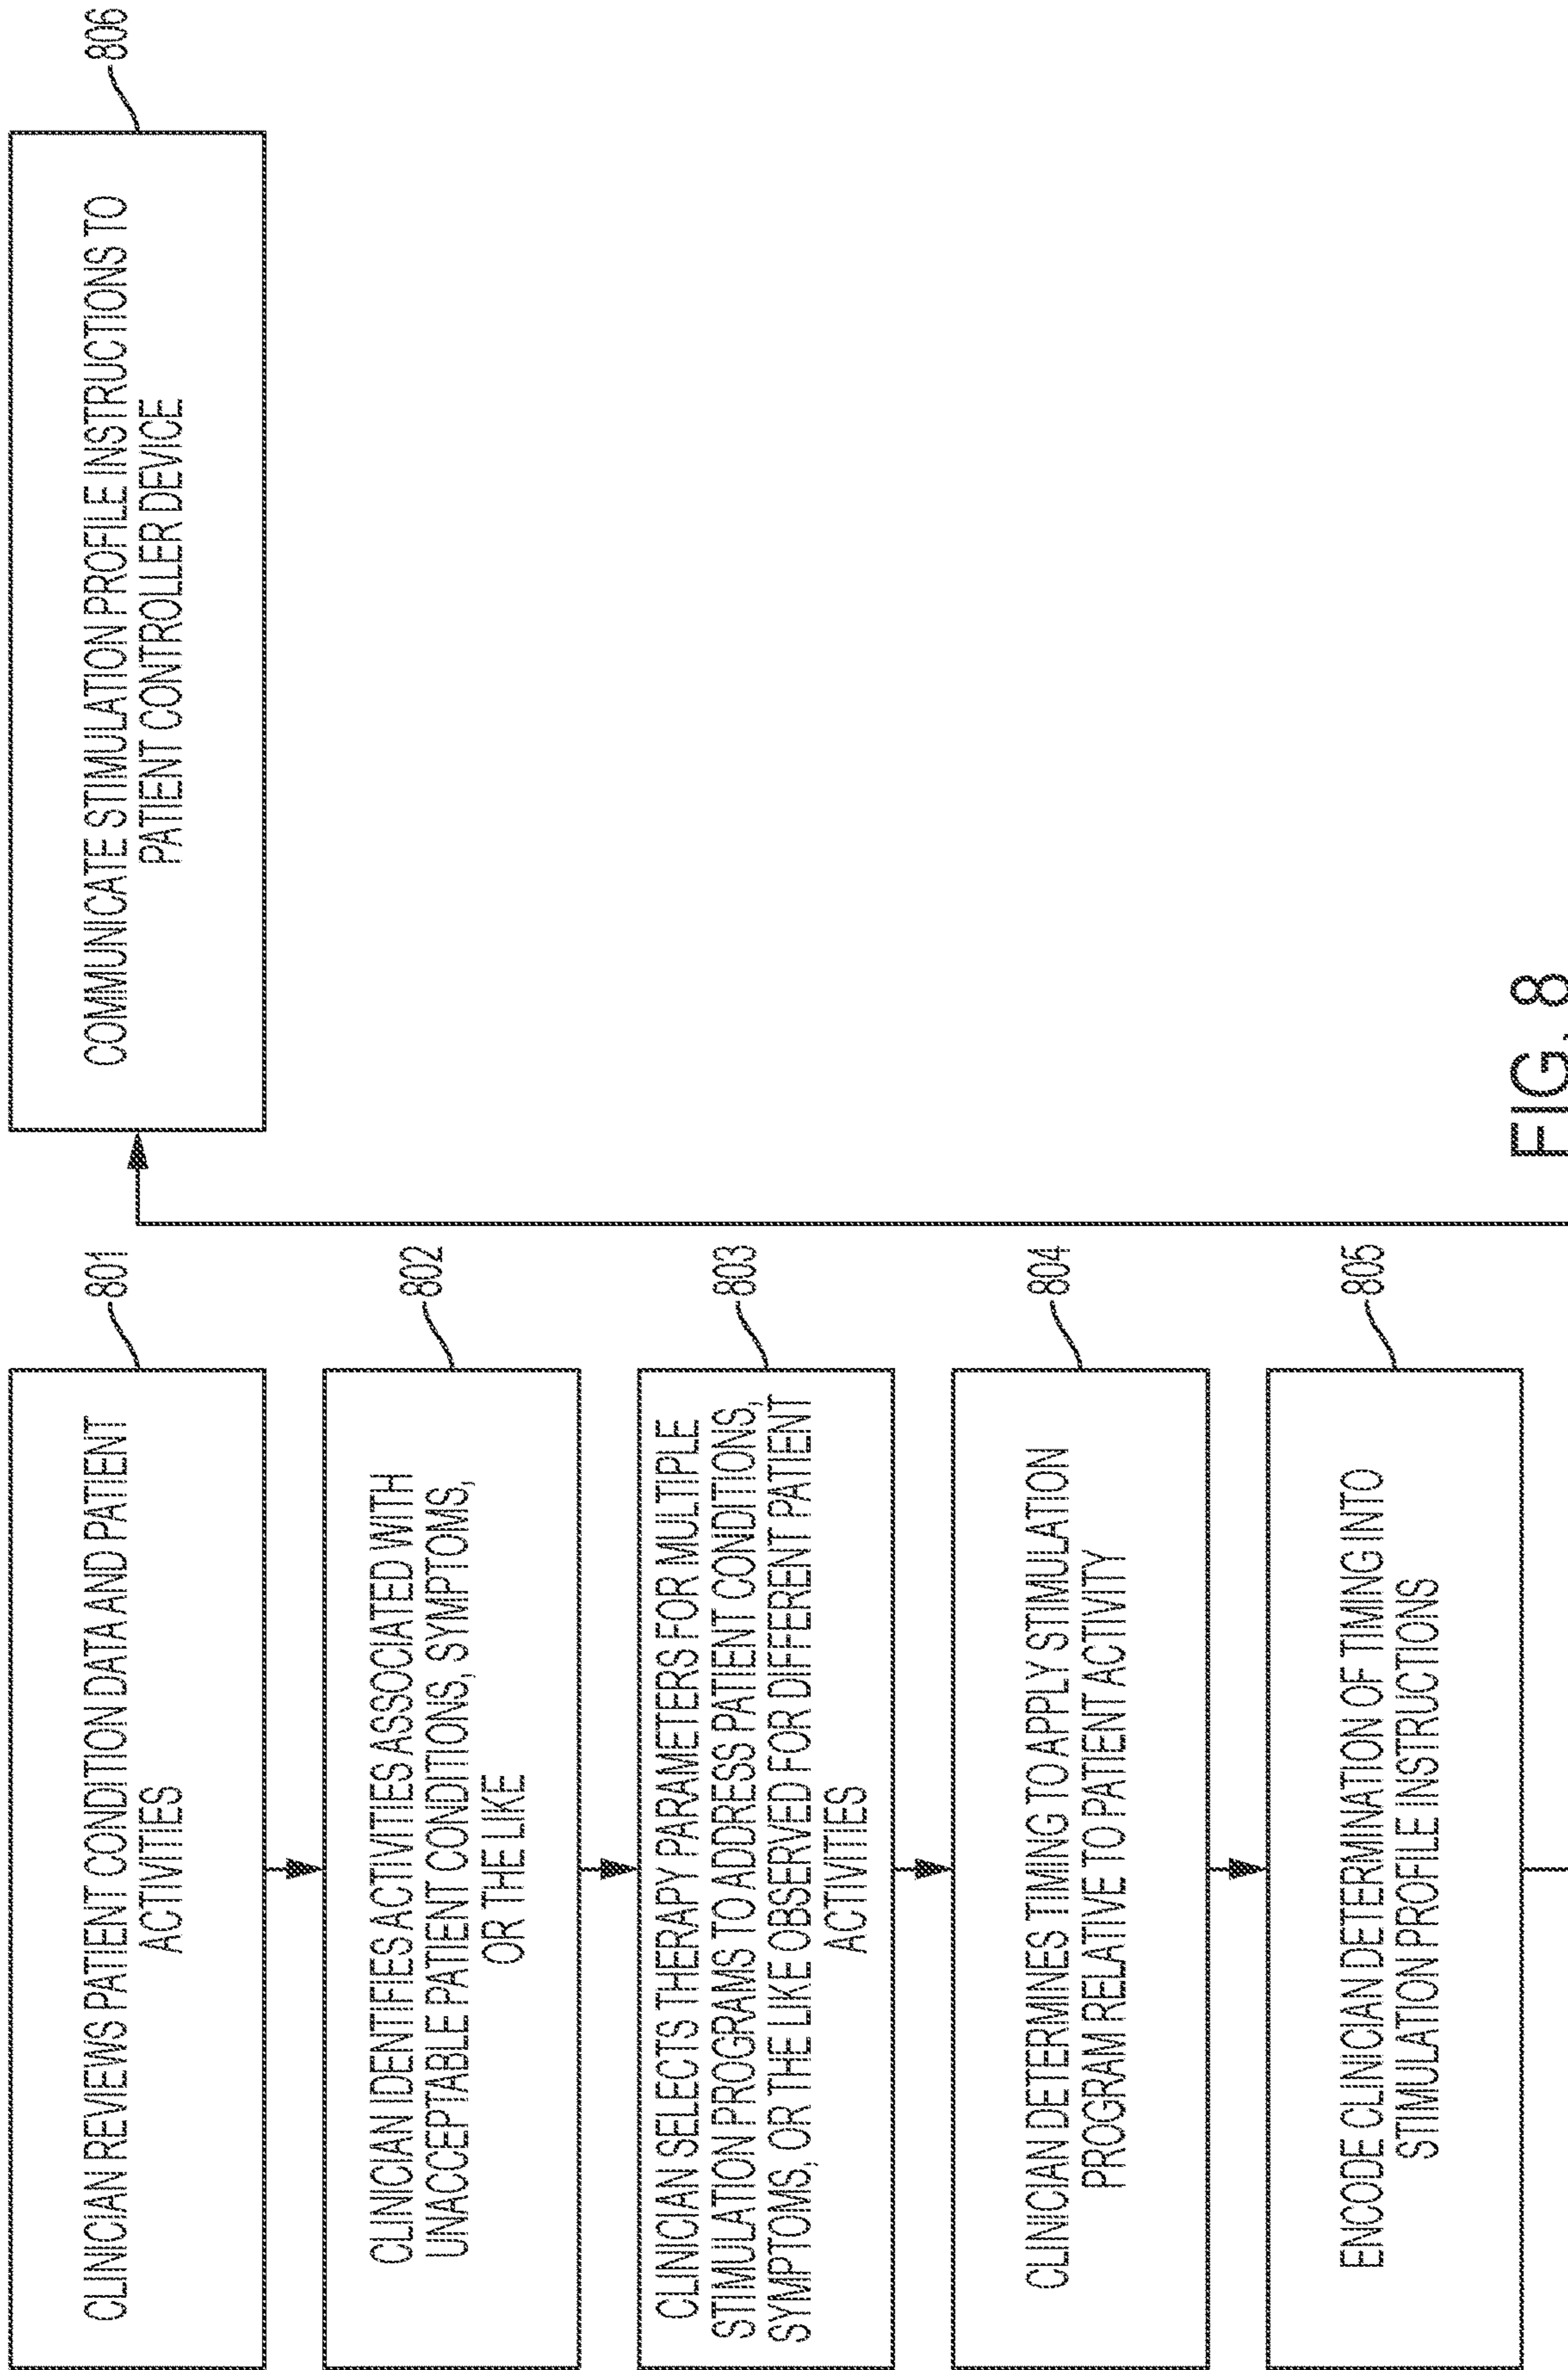 CLINICIAN REVIEWS PATIENT CONDITION DATA AND PATIENT
ACTIVITIES
801
CLINICIAN IDENTIFIES ACTIVITIES ASSOCIATED WITH
UNACCEPTABLE PATIENT CONDITIONS, SYMPTOMS,
OR THE LIKE
802
CLINICIAN SELECTS THERAPY PARAMETERS FOR MULTIPLE
STIMULATION PROGRAMS TO ADDRESS PATIENT CONDITIONS,
SYMPTOMS, OR THE LIKE OBSERVED FOR DIFFERENT PATIENT
ACTIVITIES
803
CLINICIAN DETERMINES TIMING TO APPLY STIMULATION
PROGRAM RELATIVE TO PATIENT ACTIVITY
804
ENCODE CLINICIAN DETERMINATION OF TIMING INTO
STIMULATION PROFILE INSTRUCTIONS
805
COMMUNICATE STIMULATION PROFILE INSTRUCTIONS TO
PATIENT CONTROLLER DEVICE
806
FIG. 8